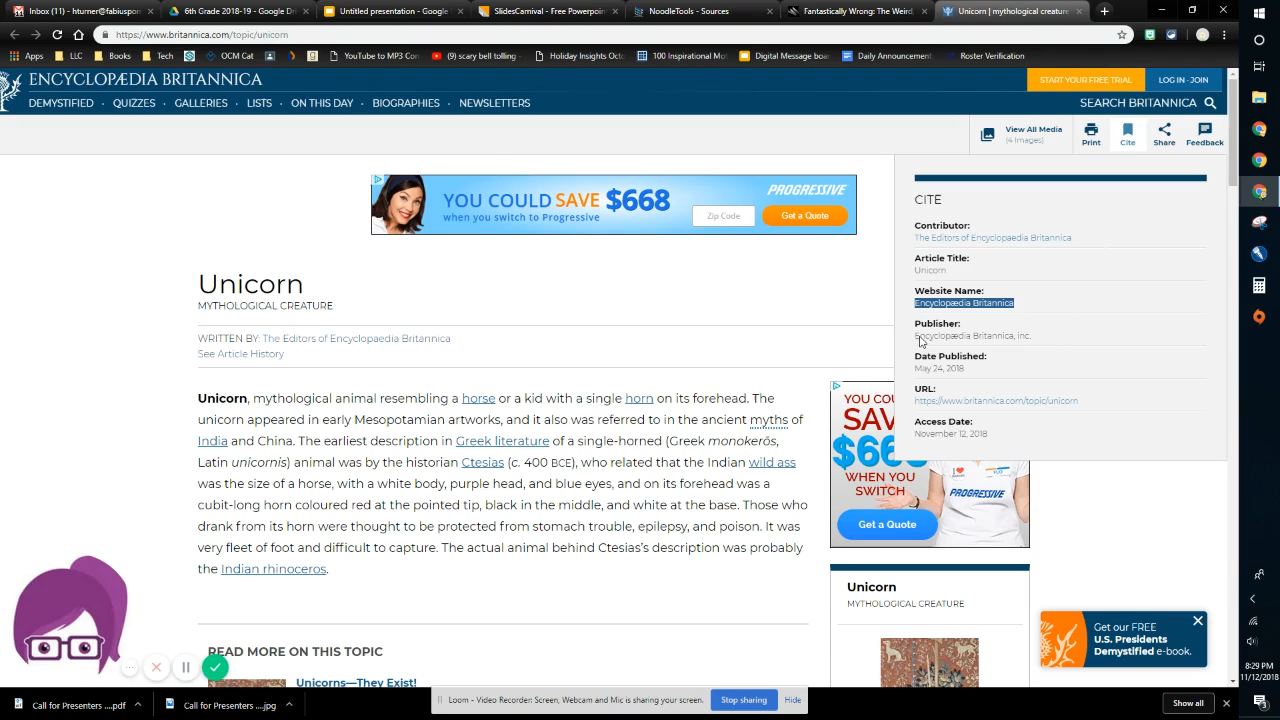 Inbox (11) - hturner@fabiuspon
6th Grade 2018-19 - Google Dr
Untitled presentation - Google
SlidesCarnival - Free Powerpoin
NoodleTools -
Fantastically Wrong: The Weird,
Unicorn | mythological creature
https://www.britannica.com/topic/unicorn
Apps
LLC
Books
Tech
OCM Cat
YouTube to MP3 Con
(9) scary bell tolling
Holiday Insights Octo
100 Inspirational Mo
Digital Message boar
Daily Announcement
Roster Verification
ENCYCLOPÆDIA BRITANNICA
START YOUR FREE TRIAL
LOG IN · JOIN
DEMYSTIFIED · QUIZZES · GALLERIES · LISTS · ON THIS DAY · BIOGRAPHIES · NEWSLETTERS
SEARCH BRITANNICA
View All Media
(4 Images)
Print
Cite
Share
Feedback
YOU COULD SAVE $668
when you switch to Progressive
PROGRESSIVE
Zip Code
Get a Quote
CITE
Contributor:
The Editors of Encyclopaedia Britannica
Article Title:
Unicorn
Website Name:
Encyclopædia Britannica
Publisher:
Encyclopædia Britannica, inc.
Date Published:
May 24, 2018
URL:
https://www.britannica.com/topic/unicorn
Access Date:
November 12, 2018
Unicorn
MYTHOLOGICAL CREATURE
WRITTEN BY: The Editors of Encyclopaedia Britannica
See Article History
Unicorn, mythological animal resembling a horse or a kid with a single horn on its forehead. The
unicorn appeared in early Mesopotamian artworks, and it also was referred to in the ancient myths of
India and China. The earliest description in Greek literature of a single-horned (Greek monokerōs,
Latin unicornis) animal was by the historian Ctesias (c. 400 BCE), who related that the Indian wild ass
was the size of a horse, with a white body, purple head, and blue eyes, and on its forehead was a
cubit-long horn coloured red at the pointed tip, black in the middle, and white at the base. Those who
drank from its horn were thought to be protected from stomach trouble, epilepsy, and poison. It was
very fleet of foot and difficult to capture. The actual animal behind Ctesias's description was probably
the Indian rhinoceros.
READ MORE ON THIS TOPIC
Unicorns—They Exist!
YOU CO
SAV
$66
WHEN YOU
SWITCH
PROGRESSIVE
Get a Quote
Unicorn
MYTHOLOGICAL CREATURE
Get our FREE
U.S. Presidents
Demystified e-book.
Loom - Video Recorder: Screen, Webcam and Mic is sharing your screen.
Stop sharing
Hide
Call for Presenters ....pdf
Call for Presenters ....jpg
Show all
8:29 PM
11/12/2018